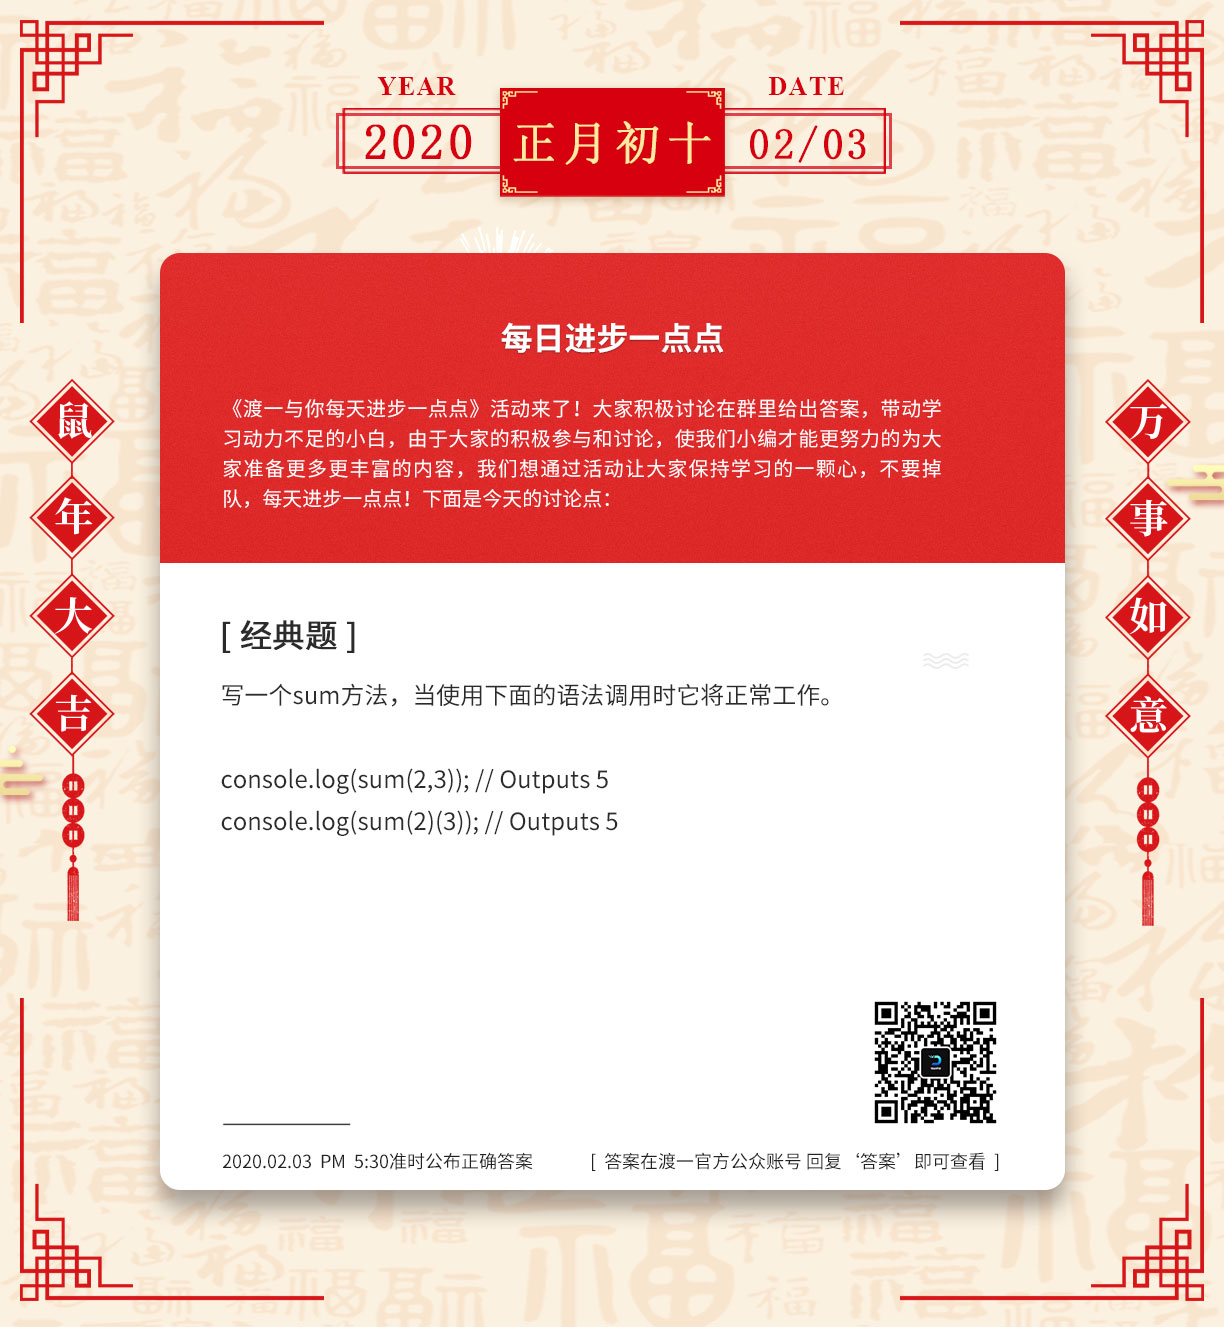 YEAR
DATE
2020
正月初十
02/03
每日进步一点点
《渡一与你每天进步一点点》活动来了！大家积极讨论在群里给出答案，带动学
习动力不足的小白，由于大家的积极参与和讨论，使我们小编才能更努力的为大
家准备更多更丰富的内容，我们想通过活动让大家保持学习的一颗心，不要掉
队，每天进步一点点！下面是今天的讨论点：
鼠年大吉
万事如意
[ 经典题 ]
写一个sum方法，当使用下面的语法调用时它将正常工作。
console.log(sum(2,3)); // Outputs 5
console.log(sum(2)(3)); // Outputs 5
2020.02.03 PM 5:30准时公布正确答案
[ 答案在渡一官方公众账号 回复‘答案’即可查看 ]